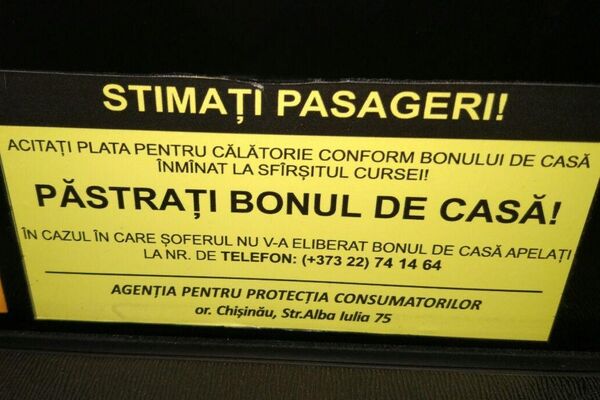 STIMAȚI PASAGERI!
ACITAȚI PLATA PENTRU CĂLĂTORIE CONFORM BONULUI DE CASĂ
ÎNMÎNAT LA SFÎRȘITUL CURSEI!
PĂSTRAȚI BONUL DE CASĂ!
ÎN CAZUL ÎN CARE ȘOFERUL NU V-A ELIBERAT BONUL DE CASĂ APELAȚI
LA NR. DE TELEFON: (+373 22) 74 14 64
AGENȚIA PENTRU PROTECȚIA CONSUMATORILOR
or. Chișinău, Str.Alba Iulia 75